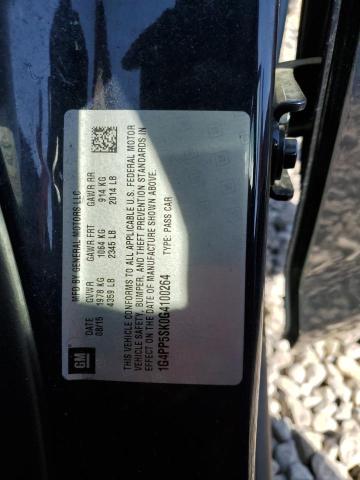 GM
MFD BY GENERAL MOTORS LLC
DATE GVWR GAWR FRT GAWR RR
08/15 1978 KG 1064 KG 914 KG
4359 LB 2345 LB 2014 LB
THIS VEHICLE CONFORMS TO ALL APPLICABLE U.S. FEDERAL MOTOR
VEHICLE SAFETY, BUMPER, AND THEFT PREVENTION STANDARDS IN
EFFECT ON THE DATE OF MANUFACTURE SHOWN ABOVE.
1G4PP5SK0G4100264 TYPE: PASS CAR